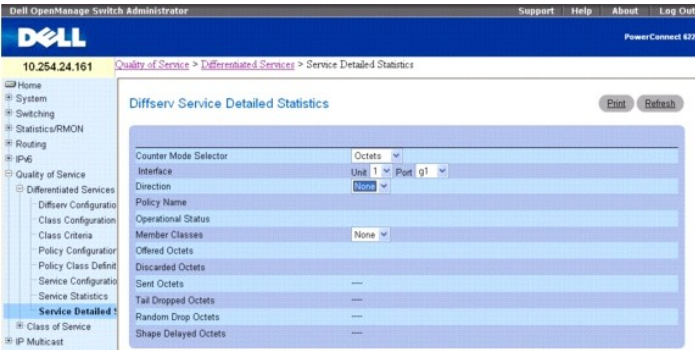 Dell OpenManage Switch Administrator Support Help About Log Out
DELL
PowerConnect 622
10.254.24.161 Quality of Service > Differentiated Services > Service Detailed Statistics
Home
System
Switching
Statistics/RMON
Routing
IPv6
Quality of Service
Differentiated Services
Diffserv Configuratio
Class Configuration
Class Criteria
Policy Configuration
Policy Class Definit
Service Configuratio
Service Statistics
Service Detailed S
Class of Service
IP Multicast
Diffserv Service Detailed Statistics Print Refresh
Counter Mode Selector Octets
Interface Unit 1 Port g1
Direction None
Policy Name
Operational Status
Member Classes None
Offered Octets
Discarded Octets
Sent Octets ----
Tail Dropped Octets ----
Random Drop Octets ----
Shape Delayed Octets ----